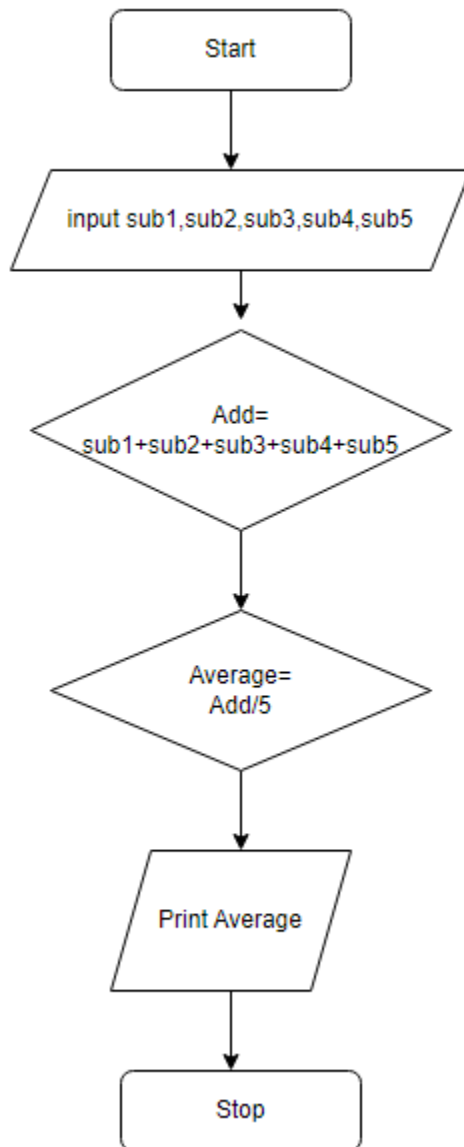 Start
input sub1,sub2,sub3,sub4,sub5
Add=
sub1+sub2+sub3+sub4+sub5
Average=
Add/5
Print Average
Stop